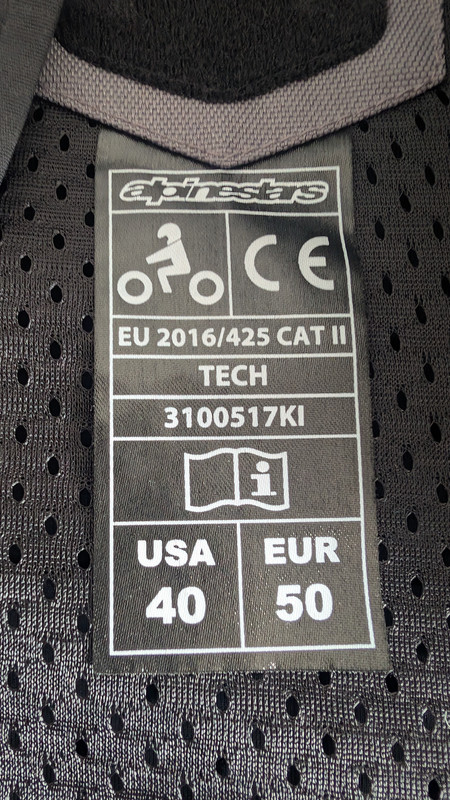 alpinestars
CE
EU 2016/425 CAT II
TECH
3100517KI
i
USA EUR
40 50